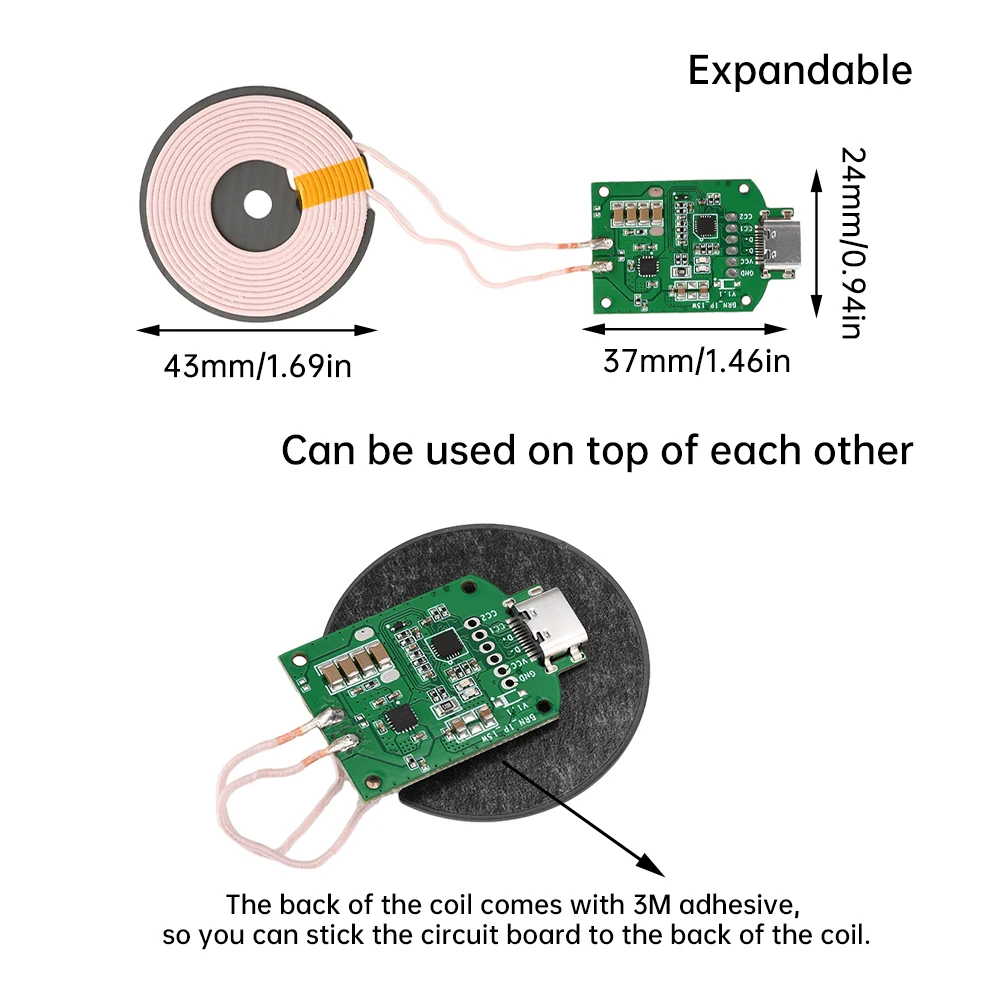 Expandable
24mm/0.94in
CC2
CC1
D-
D-
VCC
GND
V1.1
BRN_IP_15W
43mm/1.69in
37mm/1.46in
Can be used on top of each other
CC2
CC1
D-
D-
VCC
GND
V1.1
BRN_IP_15W
The back of the coil comes with 3M adhesive,
so you can stick the circuit board to the back of the coil.